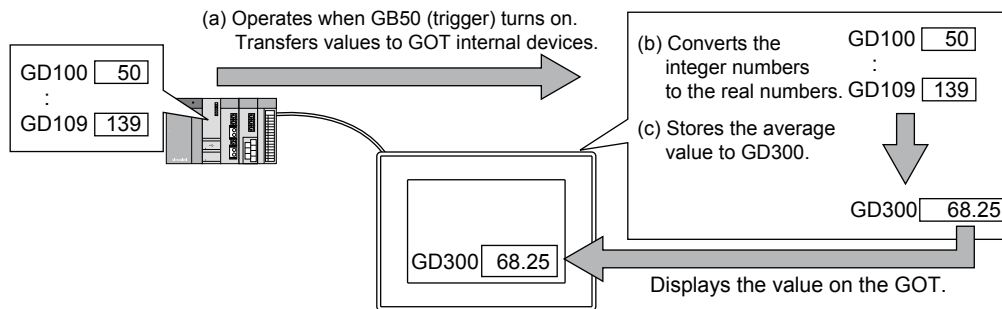 (a) Operates when GB50 (trigger) turns on.
Transfers values to GOT internal devices.
GD100 50
:
GD109 139
(b) Converts the
integer numbers
to the real numbers.
GD100 50
:
GD109 139
(c) Stores the average
value to GD300.
GD300 68.25
GD300 68.25
Displays the value on the GOT.